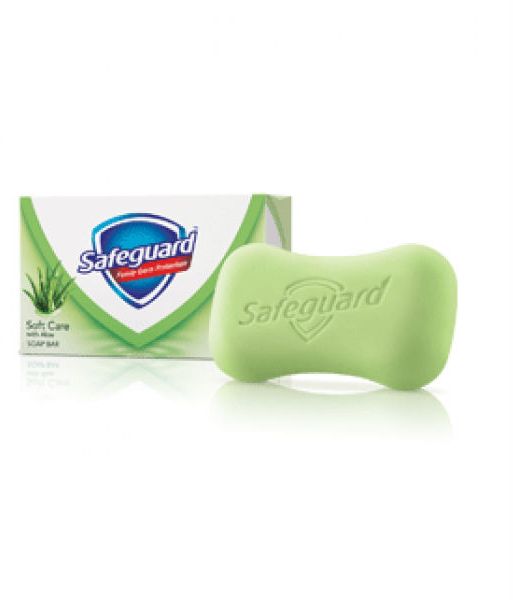 Safeguard
Family Germ Protection
Soft Care
with Aloe
SOAP BAR
Safeguard